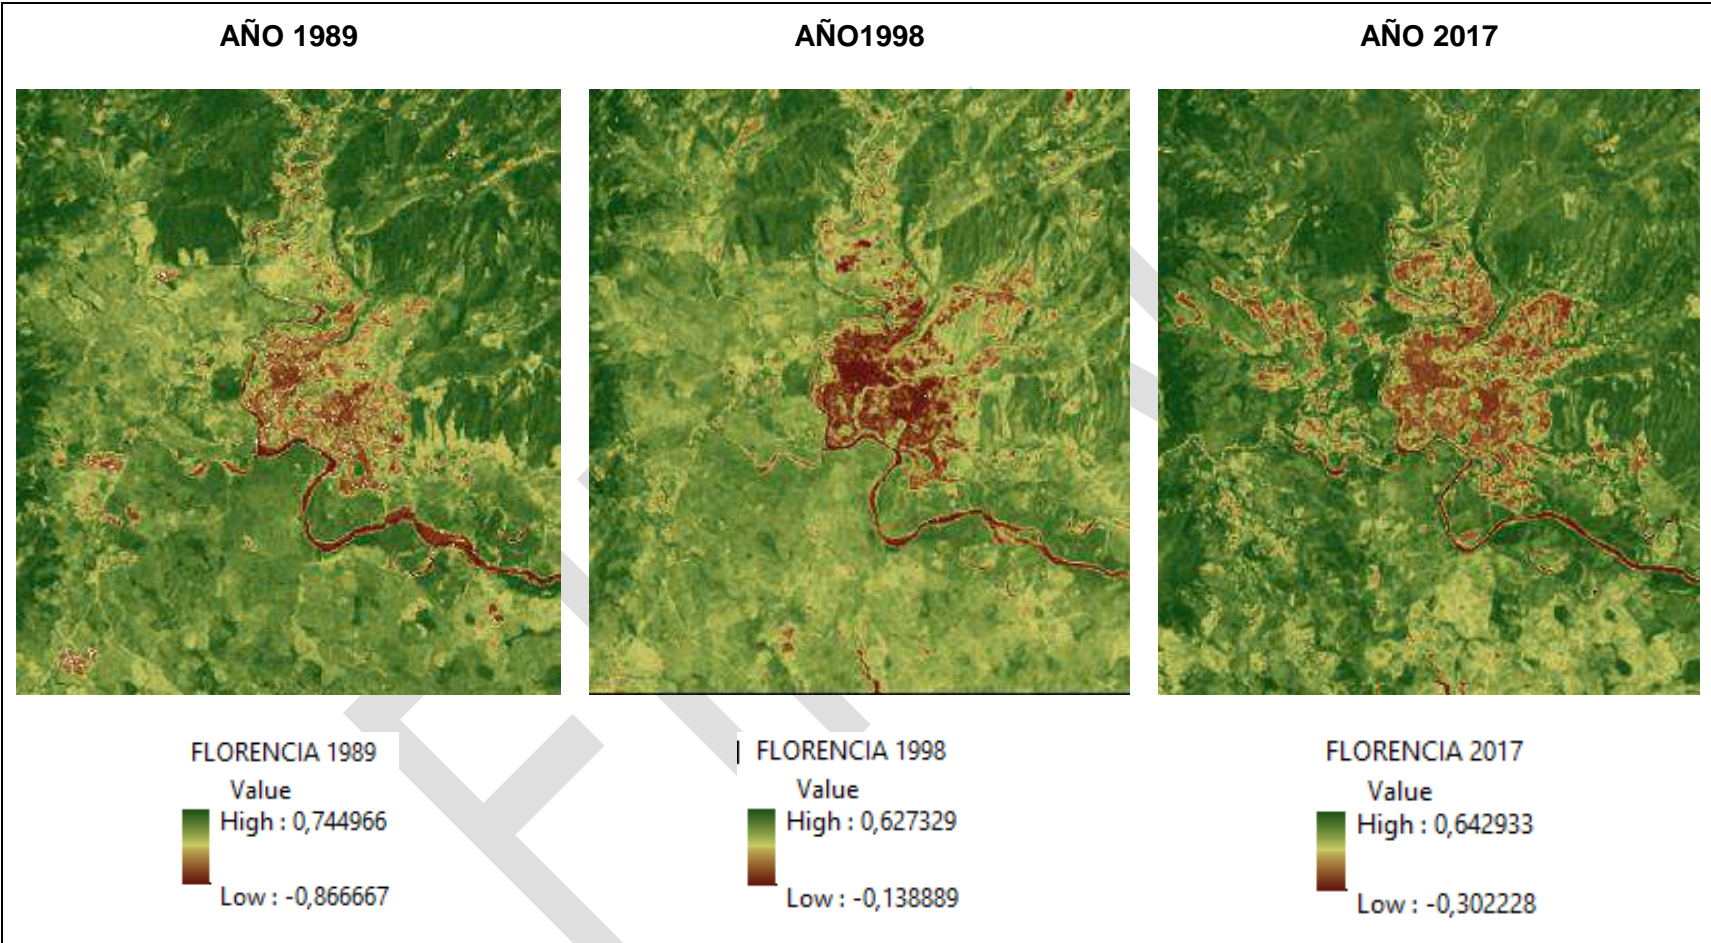 AÑO 1989
AÑO1998
AÑO 2017
FLORENCIA 1989
Value
High : 0,744966
Low : -0,866667
FLORENCIA 1998
Value
High : 0,627329
Low : -0,138889
FLORENCIA 2017
Value
High : 0,642933
Low : -0,302228